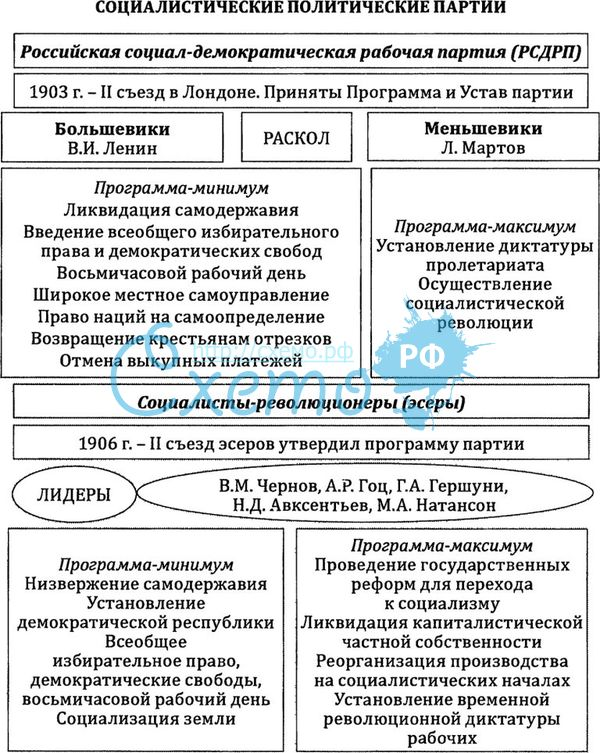 СОЦИАЛИСТИЧЕСКИЕ ПОЛИТИЧЕСКИЕ ПАРТИИ
Российская социал-демократическая рабочая партия (РСДРП)
1903 г. – II съезд в Лондоне. Приняты Программа и Устав партии
Большевики
В.И. Ленин
РАСКОЛ
Меньшевики
Л. Мартов
Программа-минимум
Ликвидация самодержавия
Введение всеобщего избирательного
права и демократических свобод
Восьмичасовой рабочий день
Широкое местное самоуправление
Право наций на самоопределение
Возвращение крестьянам отрезков
Отмена выкупных платежей
Программа-максимум
Установление диктатуры
пролетариата
Осуществление
социалистической
революции
http://схемо.рф
Схемо
РФ
Социалисты-революционеры (эсеры)
1906 г. – II съезд эсеров утвердил программу партии
ЛИДЕРЫ
В.М. Чернов, А.Р. Гоц, Г.А. Гершуни,
Н.Д. Авксентьев, М.А. Натансон
Программа-минимум
Низвержение самодержавия
Установление
демократической республики
Всеобщее
избирательное право,
демократические свободы,
восьмичасовой рабочий день
Социализация земли
Программа-максимум
Проведение государственных
реформ для перехода
к социализму
Ликвидация капиталистической
частной собственности
Реорганизация производства
на социалистических началах
Установление временной
революционной диктатуры
рабочих